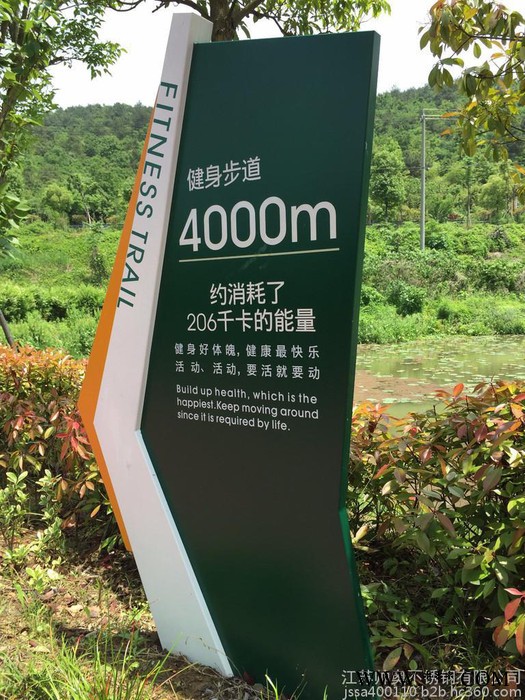 FITNESS TRAIL
健身步道
4000m
约消耗了
206千卡的能量
健身好体魄，健康最快乐
活动、活动，要活就要动
Build up health, which is the
happiest.Keep moving around
since it is required by life.
不锈钢有限公司
jssa400110.b2b.hc360.com